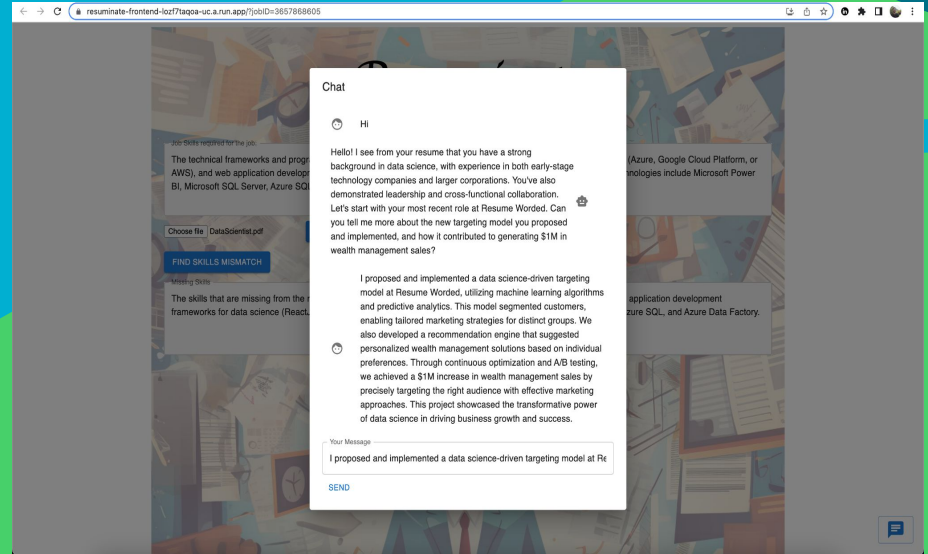 resuminate-frontend-lozf7taqoa-uc.a.run.app/?jobID=3657868605
Job Skills required for the job:
The technical frameworks and progr
(Azure, Google Cloud Platform, or
AWS), and web application develop
hnologies include Microsoft Power
BI, Microsoft SQL Server, Azure SQL
Choose file DataScientist.pdf
FIND SKILLS MISMATCH
Missing Skills
The skills that are missing from the r
application development
frameworks for data science (React
zure SQL, and Azure Data Factory.
Chat
Hi
Hello! I see from your resume that you have a strong
background in data science, with experience in both early-stage
technology companies and larger corporations. You've also
demonstrated leadership and cross-functional collaboration.
Let's start with your most recent role at Resume Worded. Can
you tell me more about the new targeting model you proposed
and implemented, and how it contributed to generating $1M in
wealth management sales?
I proposed and implemented a data science-driven targeting
model at Resume Worded, utilizing machine learning algorithms
and predictive analytics. This model segmented customers,
enabling tailored marketing strategies for distinct groups. We
also developed a recommendation engine that suggested
personalized wealth management solutions based on individual
preferences. Through continuous optimization and A/B testing,
we achieved a $1M increase in wealth management sales by
precisely targeting the right audience with effective marketing
approaches. This project showcased the transformative power
of data science in driving business growth and success.
Your Message
I proposed and implemented a data science-driven targeting model at Re
SEND